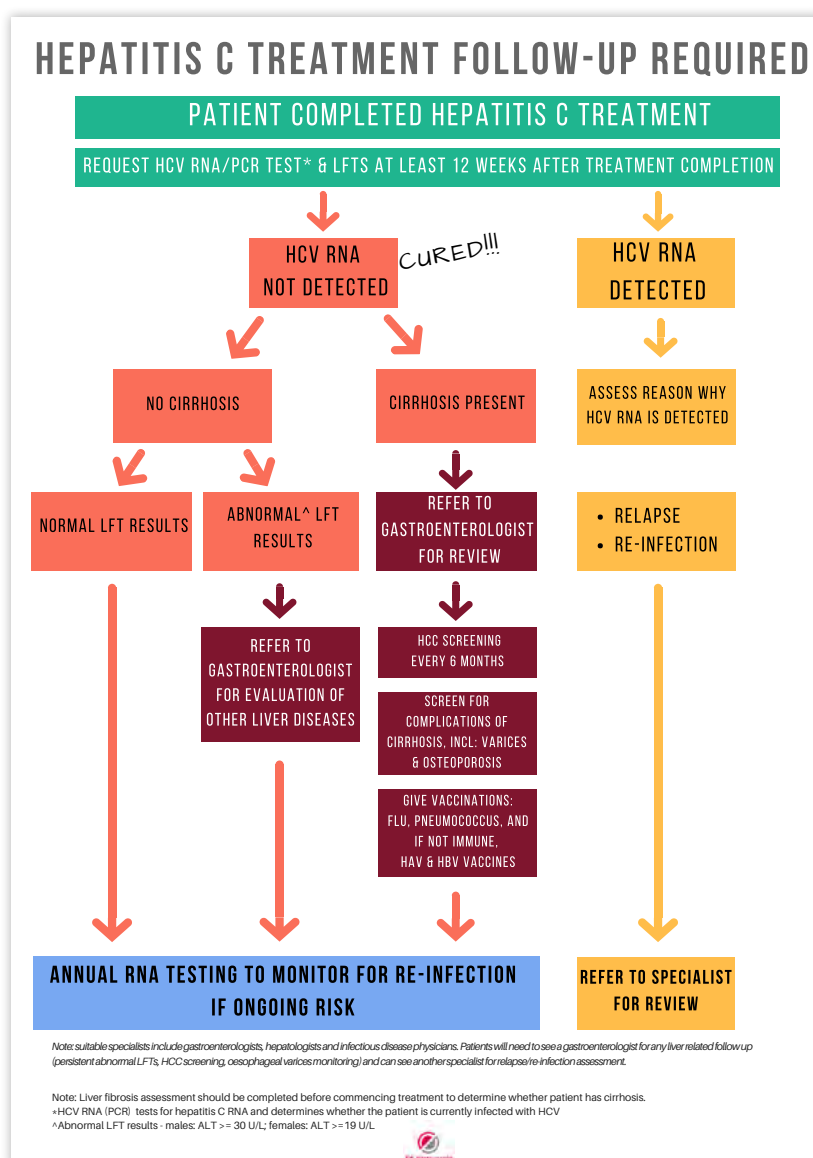 HEPATITIS C TREATMENT FOLLOW-UP REQUIRED
PATIENT COMPLETED HEPATITIS C TREATMENT
REQUEST HCV RNA/PCR TEST* & LFTS AT LEAST 12 WEEKS AFTER TREATMENT COMPLETION
HCV RNA
NOT DETECTED
CURED!!!
HCV RNA
DETECTED
NO CIRRHOSIS
CIRRHOSIS PRESENT
ASSESS REASON WHY
HCV RNA IS DETECTED
NORMAL LFT RESULTS
ABNORMAL^ LFT
RESULTS
REFER TO
GASTROENTEROLOGIST
FOR REVIEW
• RELAPSE
• RE-INFECTION
REFER TO
GASTROENTEROLOGIST
FOR EVALUATION OF
OTHER LIVER DISEASES
HCC SCREENING
EVERY 6 MONTHS
SCREEN FOR
COMPLICATIONS OF
CIRRHOSIS, INCL: VARICES
& OSTEOPOROSIS
GIVE VACCINATIONS:
FLU, PNEUMOCOCCUS, AND
IF NOT IMMUNE,
HAV & HBV VACCINES
ANNUAL RNA TESTING TO MONITOR FOR RE-INFECTION
IF ONGOING RISK
REFER TO SPECIALIST
FOR REVIEW
Note: suitable specialists include gastroenterologists, hepatologists and infectious disease physicians. Patients will need to see a gastroenterologist for any liver related follow up
(persistent abnormal LFTs, HCC screening, oesophageal varices monitoring) and can see another specialist for relapse/re-infection assessment.
Note: Liver fibrosis assessment should be completed before commencing treatment to determine whether patient has cirrhosis.
*HCV RNA (PCR) tests for hepatitis C RNA and determines whether the patient is currently infected with HCV
^Abnormal LFT results - males: ALT >= 30 U/L; females: ALT >=19 U/L